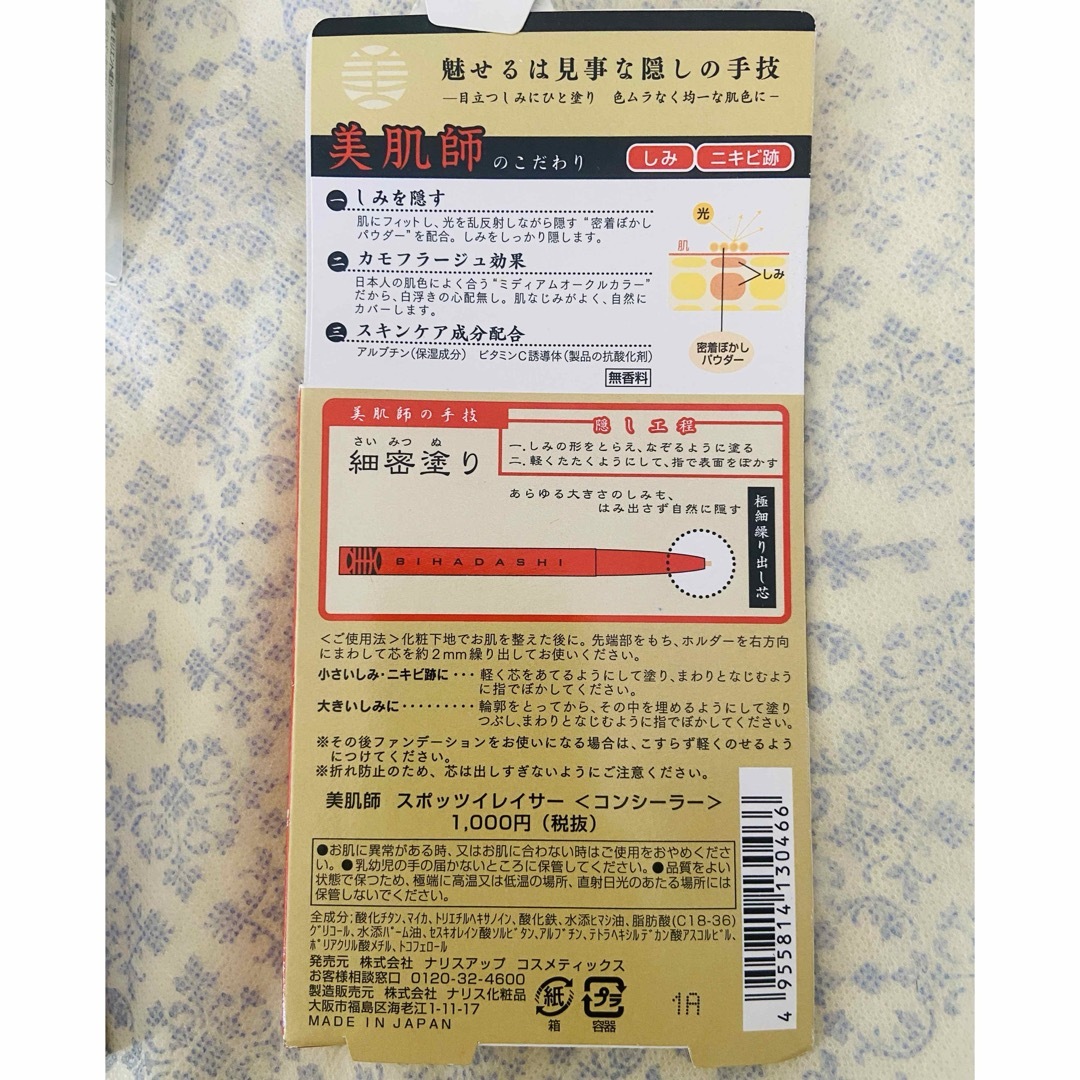 魅せるは見事な隠しの手技
―目立つしみにひと塗り　色ムラなく均一な肌色に－
美肌師のこだわり
しみ　ニキビ跡
一 しみを隠す
肌にフィットし、光を乱反射しながら隠す“密着ぼかし
パウダー”を配合。しみをしっかり隠します。
二 カモフラージュ効果
日本人の肌色によく合う“ミディアムオークルカラー”
だから、白浮きの心配無し。肌なじみがよく、自然に
カバーします。
三 スキンケア成分配合
アルブチン（保湿成分）　ビタミンC誘導体（製品の抗酸化剤）
無香料
光
肌
しみ
密着ぼかし
パウダー
美肌師の手技
さい みつ ぬ
細密塗り
隠し工程
一．しみの形をとらえ、なぞるように塗る
二．軽くたたくようにして、指で表面をぼかす
あらゆる大きさのしみも、
はみ出さず自然に隠す
極細繰り出し芯
BIHADASHI
＜ご使用法＞化粧下地でお肌を整えた後に。先端部をもち、ホルダーを右方向
にまわして芯を約2mm繰り出してお使いください。
小さいしみ・ニキビ跡に・・・軽く芯をあてるようにして塗り、まわりとなじむよう
に指でぼかしてください。
大きいしみに・・・・・・・・・輪郭をとってから、その中を埋めるようにして塗り
つぶし、まわりとなじむように指でぼかしてください。
※その後ファンデーションをお使いになる場合は、こすらず軽くのせるよう
につけてください。
※折れ防止のため、芯は出しすぎないようにご注意ください。
美肌師　スポッツイレイサー＜コンシーラー＞
1,000円（税抜）
●お肌に異常がある時、又はお肌に合わない時はご使用をおやめくださ
い。●乳幼児の手の届かないところに保管してください。●品質をよい
状態で保つため、極端に高温又は低温の場所、直射日光のあたる場所には
保管しないでください。
全成分：酸化チタン、マイカ、トリエチルヘキサノイン、酸化鉄、水添ヒマシ油、脂肪酸(C18-36)
グリコール、水添パーム油、セスキオレイン酸ソルビタン、アルブチン、テトラヘキシルデカン酸アスコルビル、
ポリアクリル酸メチル、トコフェロール
発売元　株式会社　ナリスアップ　コスメティックス
お客様相談窓口　0120-32-4600
製造販売元　株式会社　ナリス化粧品
大阪市福島区海老江1-11-17
MADE IN JAPAN
紙
箱
プラ
容器
1A
4 955814 130466